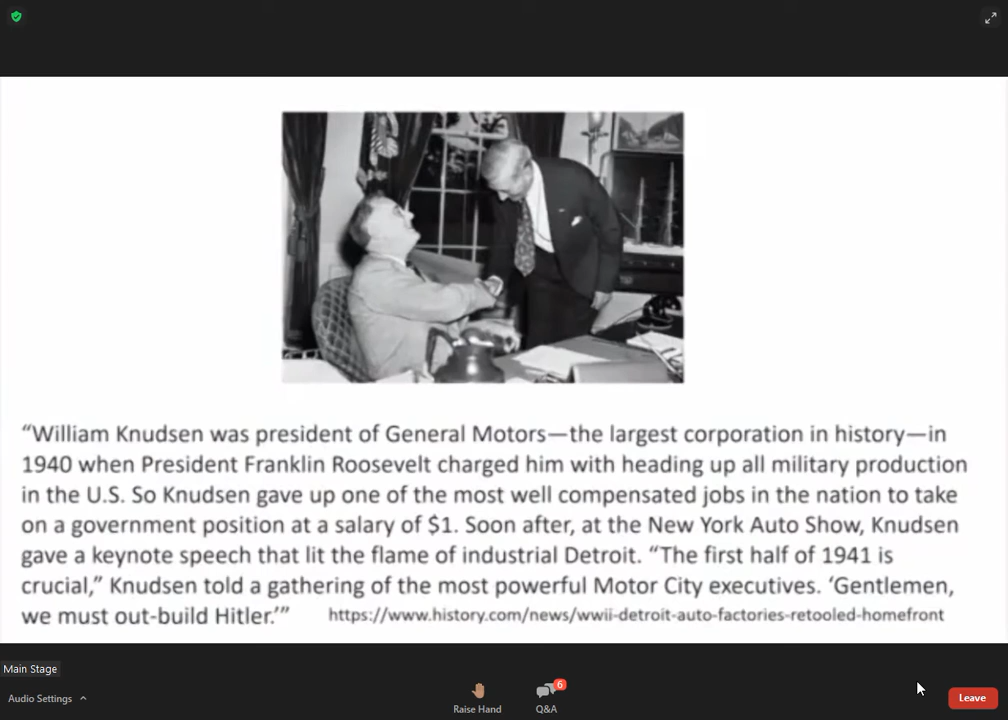 “William Knudsen was president of General Motors—the largest corporation in history—in
1940 when President Franklin Roosevelt charged him with heading up all military production
in the U.S. So Knudsen gave up one of the most well compensated jobs in the nation to take
on a government position at a salary of $1. Soon after, at the New York Auto Show, Knudsen
gave a keynote speech that lit the flame of industrial Detroit. “The first half of 1941 is
crucial,” Knudsen told a gathering of the most powerful Motor City executives. ‘Gentlemen,
we must out-build Hitler.’” https://www.history.com/news/wwii-detroit-auto-factories-retooled-homefront
Main Stage
Audio Settings
Raise Hand
6
Q&A
Leave